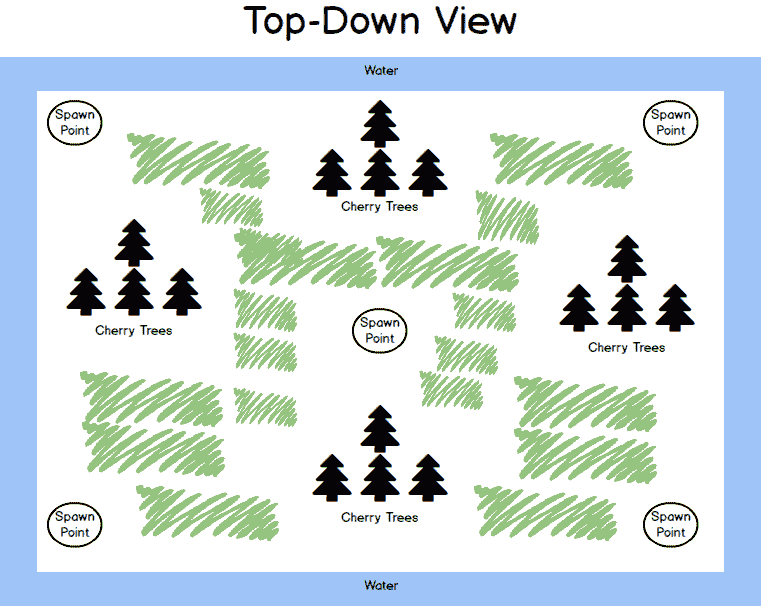 Top-Down View
Water
Spawn
Point
Spawn
Point
Cherry Trees
Cherry Trees
Spawn
Point
Cherry Trees
Cherry Trees
Spawn
Point
Spawn
Point
Water